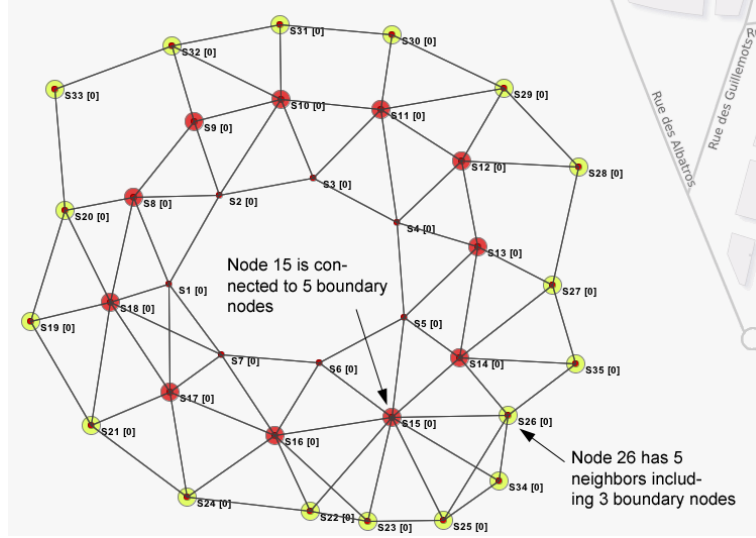 S31 [0]
S30 [0]
S32 [0]
S33 [0]
S29 [0]
S10 [0]
S11 [0]
S9 [0]
Rue des Guillemots
Rue des Albatros
S12 [0]
S28 [0]
S3 [0]
S8 [0]
S2 [0]
S20 [0]
S4 [0]
S13 [0]
Node 15 is con-
nected to 5 boundary
nodes
S1 [0]
S27 [0]
S18 [0]
S19 [0]
S5 [0]
S7 [0]
S6 [0]
S14 [0]
S35 [0]
S17 [0]
S15 [0]
S26 [0]
S21 [0]
S16 [0]
Node 26 has 5
neighbors includ-
ing 3 boundary nodes
S34 [0]
S24 [0]
S22 [0]
S23 [0]
S25 [0]